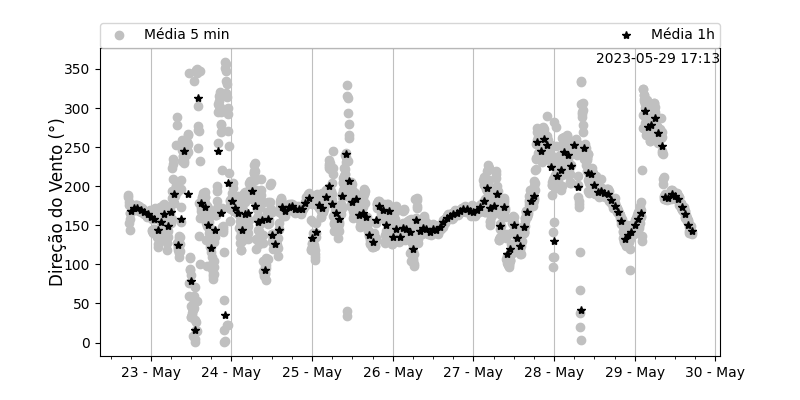 Média 5 min
Média 1h
2023-05-29 17:13
Direção do Vento (°)
350
300
250
200
150
100
50
0
23 - May
24 - May
25 - May
26 - May
27 - May
28 - May
29 - May
30 - May